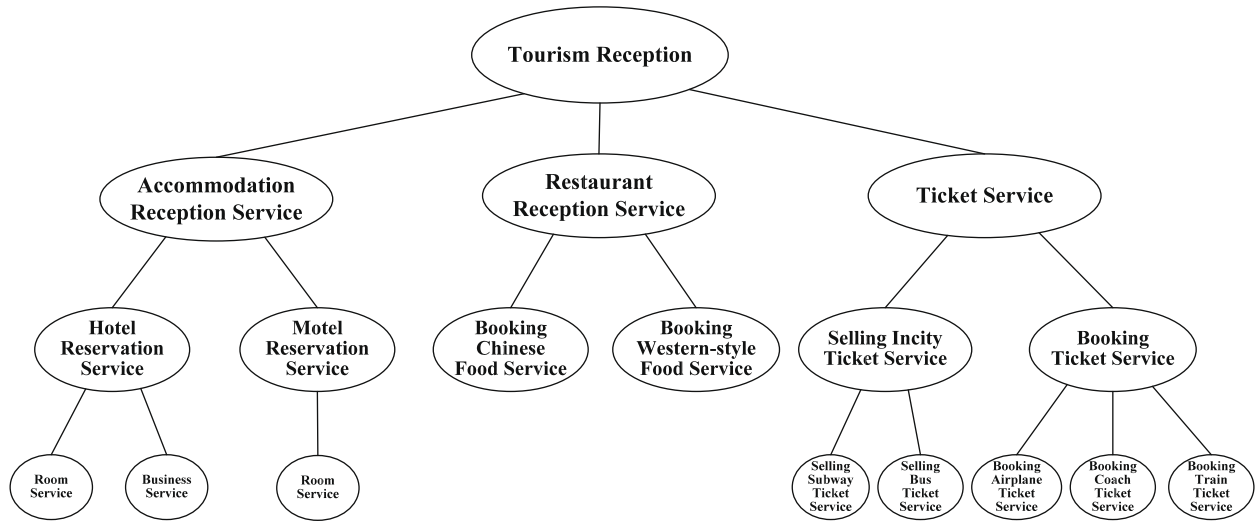 Tourism Reception
Accommodation
Reception Service
Restaurant
Reception Service
Ticket Service
Hotel
Reservation
Service
Motel
Reservation
Service
Booking
Chinese
Food Service
Booking
Western-style
Food Service
Selling Incity
Ticket Service
Booking
Ticket Service
Room
Service
Business
Service
Room
Service
Selling
Subway
Ticket
Service
Selling
Bus
Ticket
Service
Booking
Airplane
Ticket
Service
Booking
Coach
Ticket
Service
Booking
Train
Ticket
Service